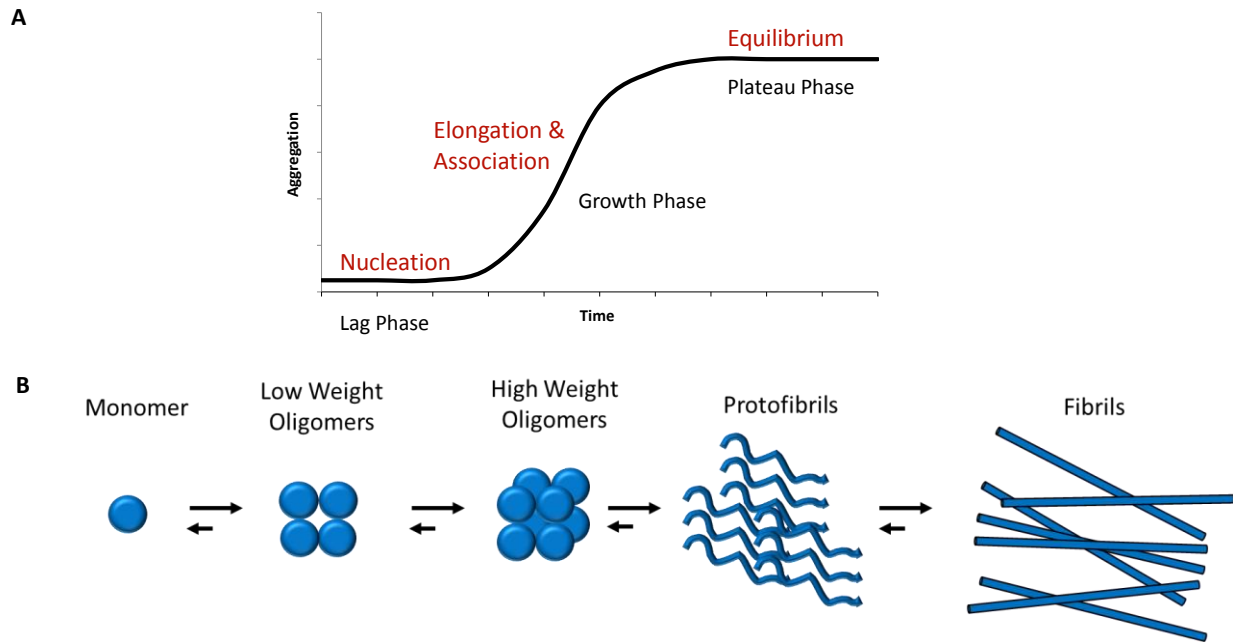 A
Equilibrium
Plateau Phase
Elongation &
Association
Aggregation
Growth Phase
Nucleation
Lag Phase
Time
B
Monomer
Low Weight
Oligomers
High Weight
Oligomers
Protofibrils
Fibrils